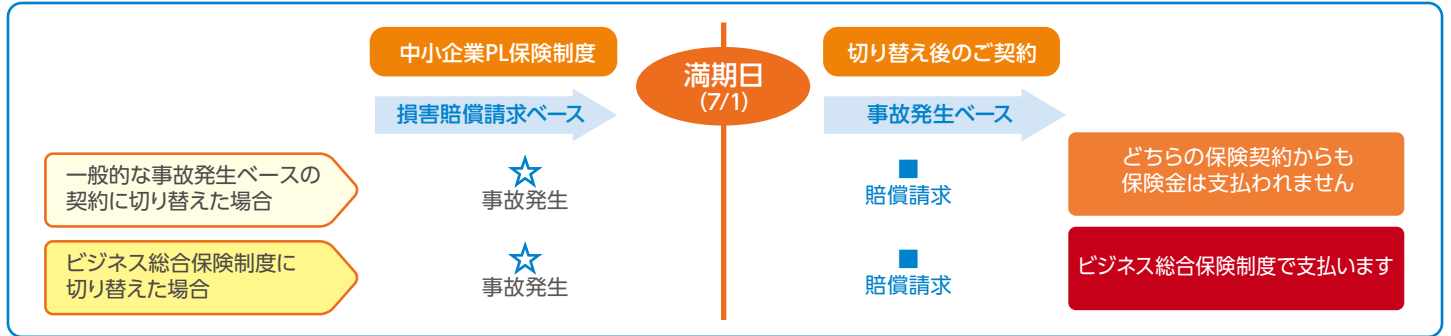 中小企業PL保険制度
満期日
(7/1)
切り替え後のご契約
損害賠償請求ベース
事故発生ベース
一般的な事故発生ベースの
契約に切り替えた場合
事故発生
賠償請求
どちらの保険契約からも
保険金は支払われません
ビジネス総合保険制度に
切り替えた場合
事故発生
賠償請求
ビジネス総合保険制度で支払います